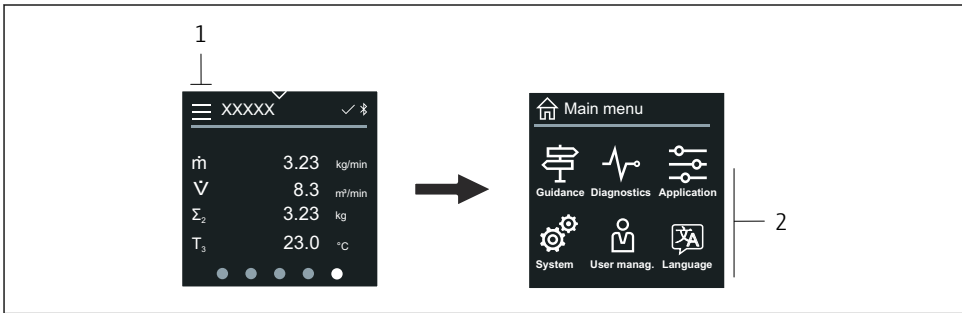 1
XXXXX
ṁ 3.23 kg/min
V̇ 8.3 m³/min
Σ₂ 3.23 kg
T₃ 23.0 °C
Main menu
Guidance Diagnostics Application
System User manag. Language
2